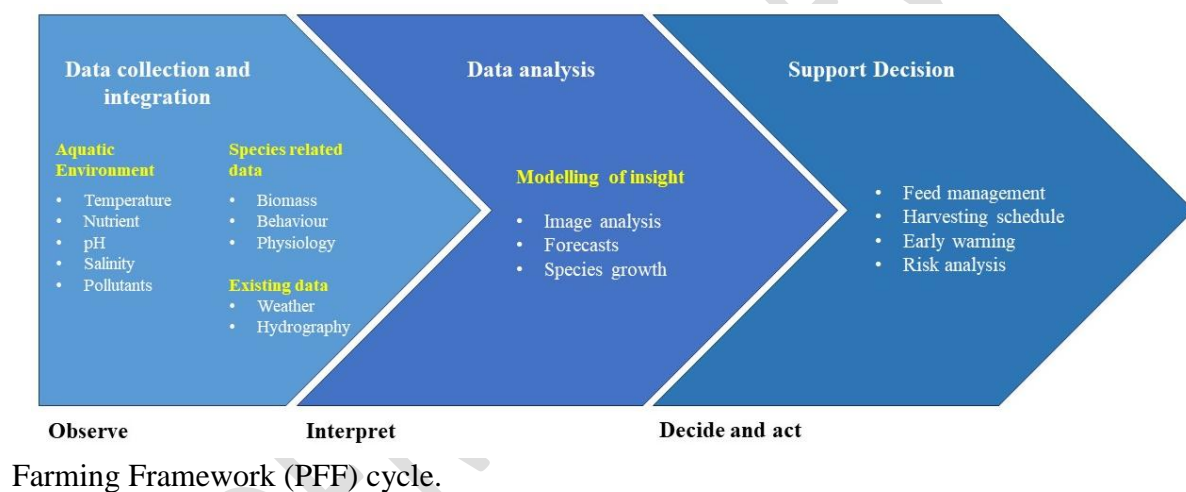 Data collection and
integration
Aquatic
Environment
• Temperature
• Nutrient
• pH
• Salinity
• Pollutants
Species related
data
• Biomass
• Behaviour
• Physiology
Existing data
• Weather
• Hydrography
Data analysis
Modelling of insight
• Image analysis
• Forecasts
• Species growth
Support Decision
• Feed management
• Harvesting schedule
• Early warning
• Risk analysis
Observe
Interpret
Decide and act
Farming Framework (PFF) cycle.